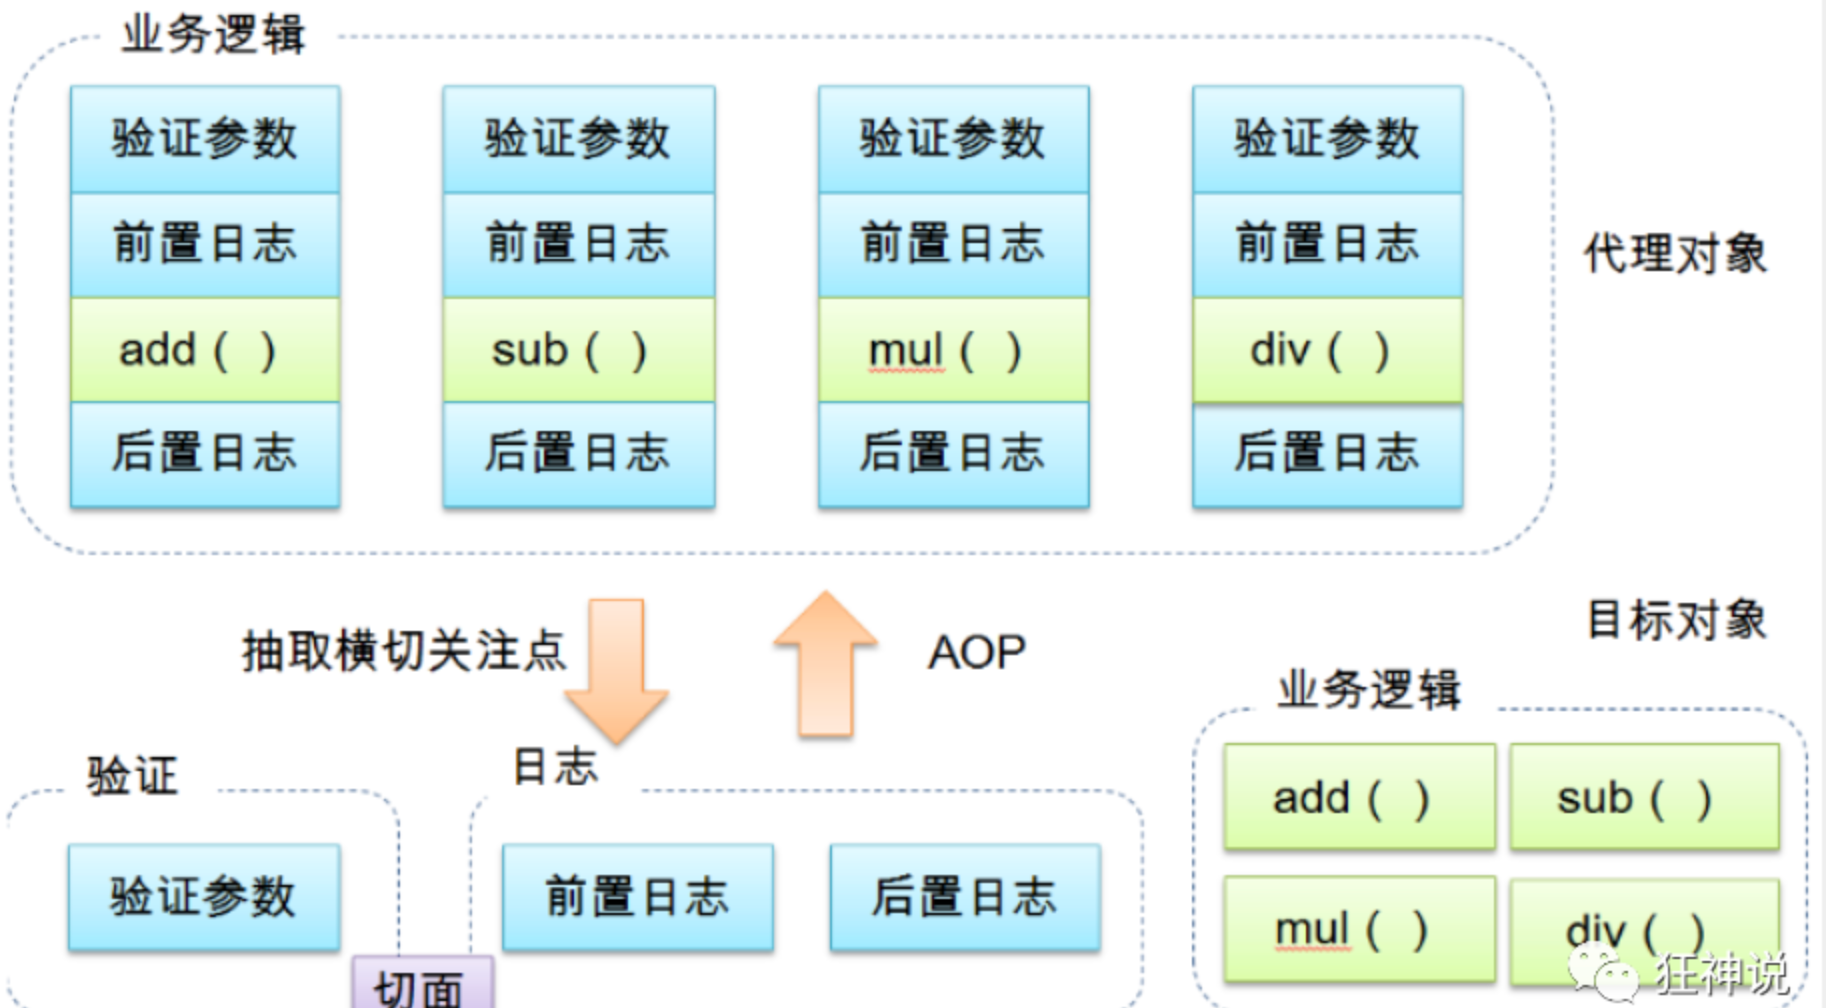 业务逻辑
验证参数 验证参数 验证参数 验证参数
前置日志 前置日志 前置日志 前置日志
代理对象
add ( ) sub ( ) mul ( ) div ( )
后置日志 后置日志 后置日志 后置日志
抽取横切关注点
AOP
目标对象
业务逻辑
验证
日志
add ( ) sub ( )
验证参数
前置日志 后置日志
mul ( ) div ( )
切面
狂神说